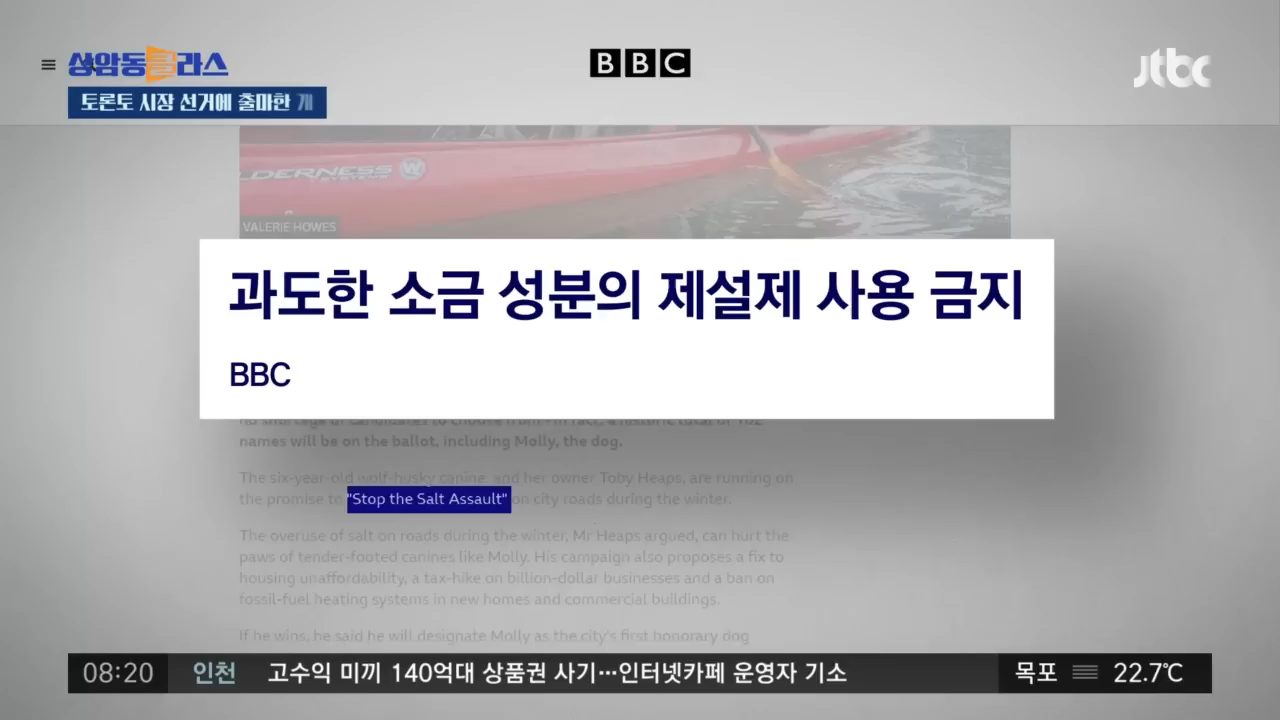 상암동클라스
BBC
jtbc
토론토 시장 선거에 출마한 개
LDERNESS
VALERIE HOWES
과도한 소금 성분의 제설제 사용 금지
BBC
names will be on the ballot, including Molly, the dog.
The six-year-old wolf-husky canine, and her owner Toby Heaps, are running on
the promise to "Stop the Salt Assault" on city roads during the winter.
The overuse of salt on roads during the winter, Mr Heaps argued, can hurt the
paws of tender-footed canines like Molly. His campaign also proposes a fix to
housing unaffordability, a tax-hike on billion-dollar businesses and a ban on
fossil-fuel heating systems in new homes and commercial buildings.
If he wins, he said he will designate Molly as the city's first honorary dog
08:20 인천 고수익 미끼 140억대 상품권 사기…인터넷카페 운영자 기소 목포 22.7℃